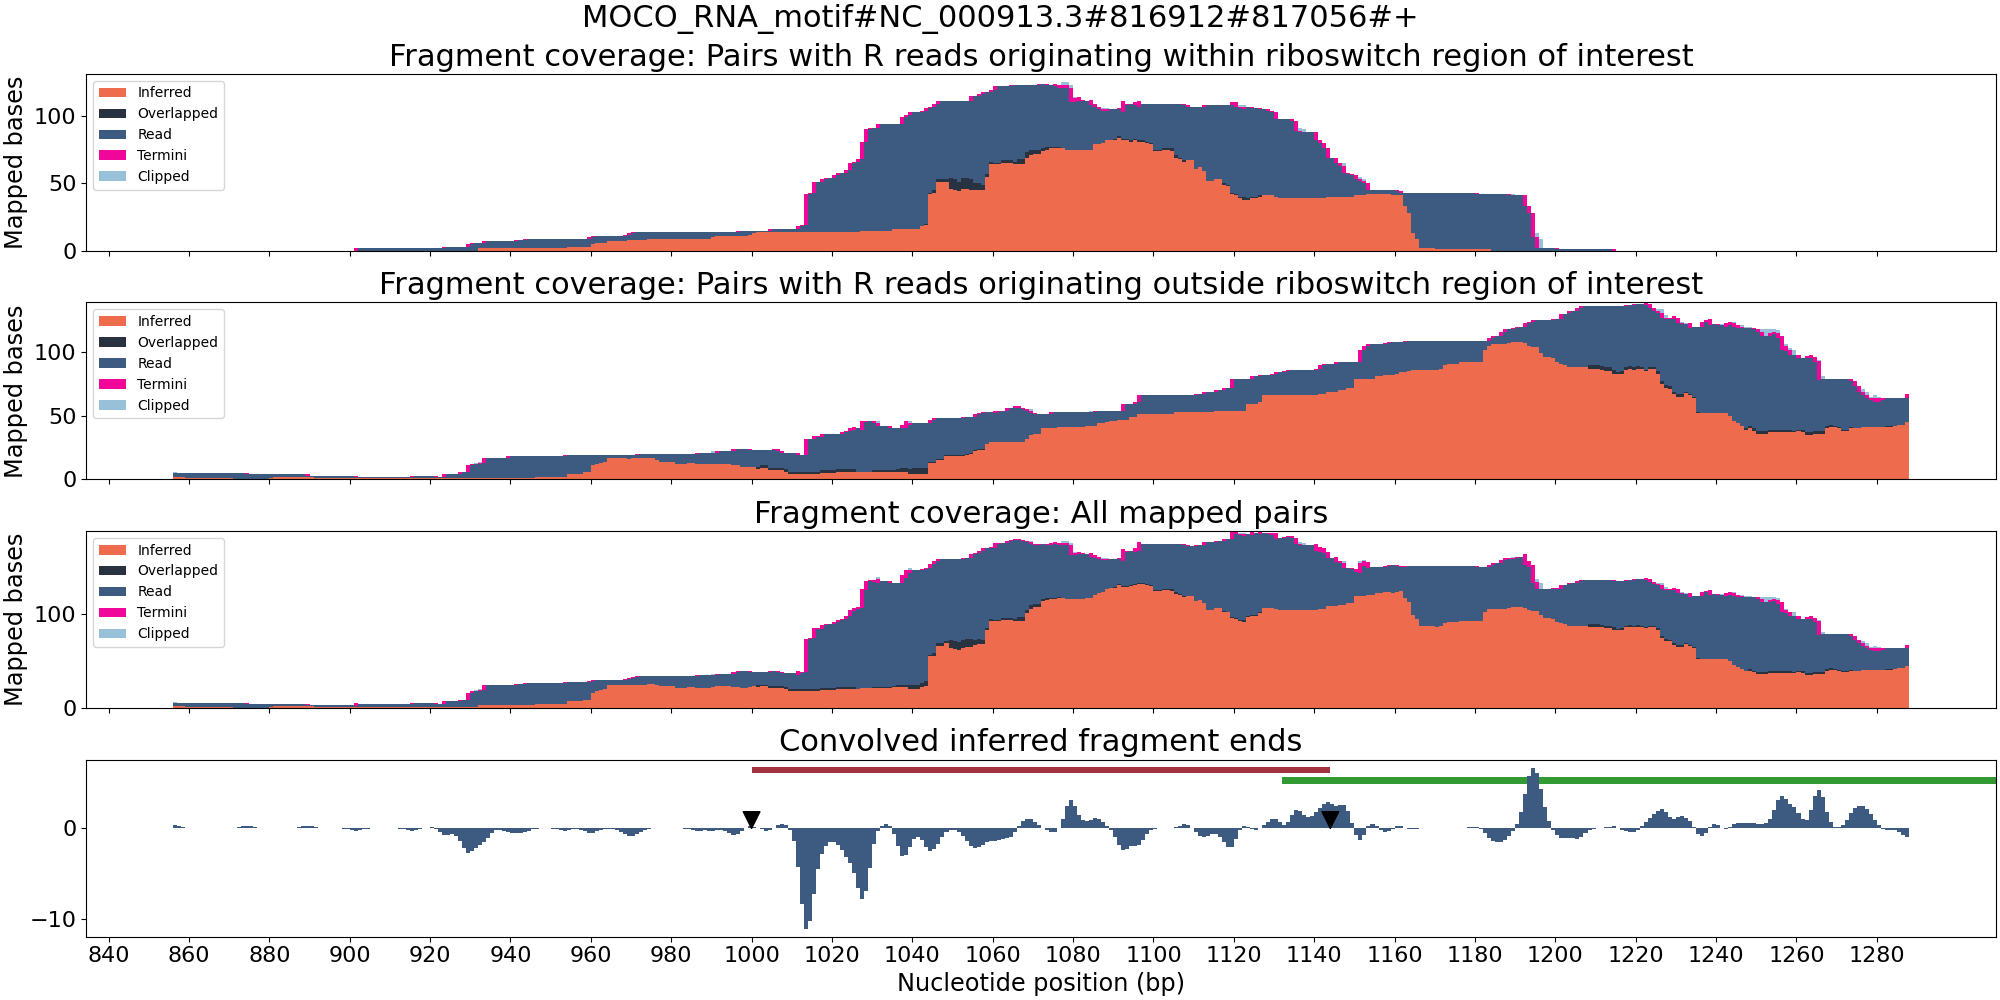 MOCO_RNA_motif#NC_000913.3#816912#817056#+
Fragment coverage: Pairs with R reads originating within riboswitch region of interest
Mapped bases
100
50
0
Inferred
Overlapped
Read
Termini
Clipped
Fragment coverage: Pairs with R reads originating outside riboswitch region of interest
Mapped bases
100
50
0
Inferred
Overlapped
Read
Termini
Clipped
Fragment coverage: All mapped pairs
Mapped bases
100
0
Inferred
Overlapped
Read
Termini
Clipped
Convolved inferred fragment ends
0
−10
840 860 880 900 920 940 960 980 1000 1020 1040 1060 1080 1100 1120 1140 1160 1180 1200 1220 1240 1260 1280
Nucleotide position (bp)